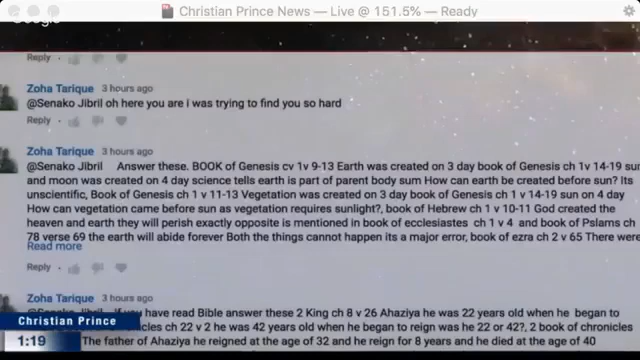 Christian Prince News — Live @ 151.5% — Ready
Google
Reply
Zoha Tarique 3 hours ago
@Senako Jibril oh here you are i was trying to find you so hard
Reply
Zoha Tarique 3 hours ago
@Senako Jibril Answer these. BOOK of Genesis cv 1v 9-13 Earth was created on 3 day book of Genesis ch 1v 14-19 sun
and moon was created on 4 day science tells earth is part of parent body sum How can earth be created before sun? Its
unscientific, Book of Genesis ch 1 v 11-13 Vegetation was created on 3 day book of Genesis ch 1 v 14-19 sun on 4 day
How can vegetation came before sun as vegetation requires sunlight?, book of Hebrew ch 1 v 10-11 God created the
heaven and earth they will perish exactly opposite is mentioned in book of ecclesiastes ch 1 v 4 and book of Pslams ch
78 verse 69 the earth will abide forever Both the things cannot happen its a major error, book of ezra ch 2 v 65 There were
Read more
Reply
Zoha Tarique 3 hours ago
you have read Bible answer these 2 King ch 8 v 26 Ahaziya he was 22 years old when he began to
Christian Prince
ch 22 v 2 he was 42 years old when he began to reign was he 22 or 42?, 2 book of chronicles
1:19
The father of Ahaziya he reigned at the age of 32 and he reign for 8 years and he died at the age of 40